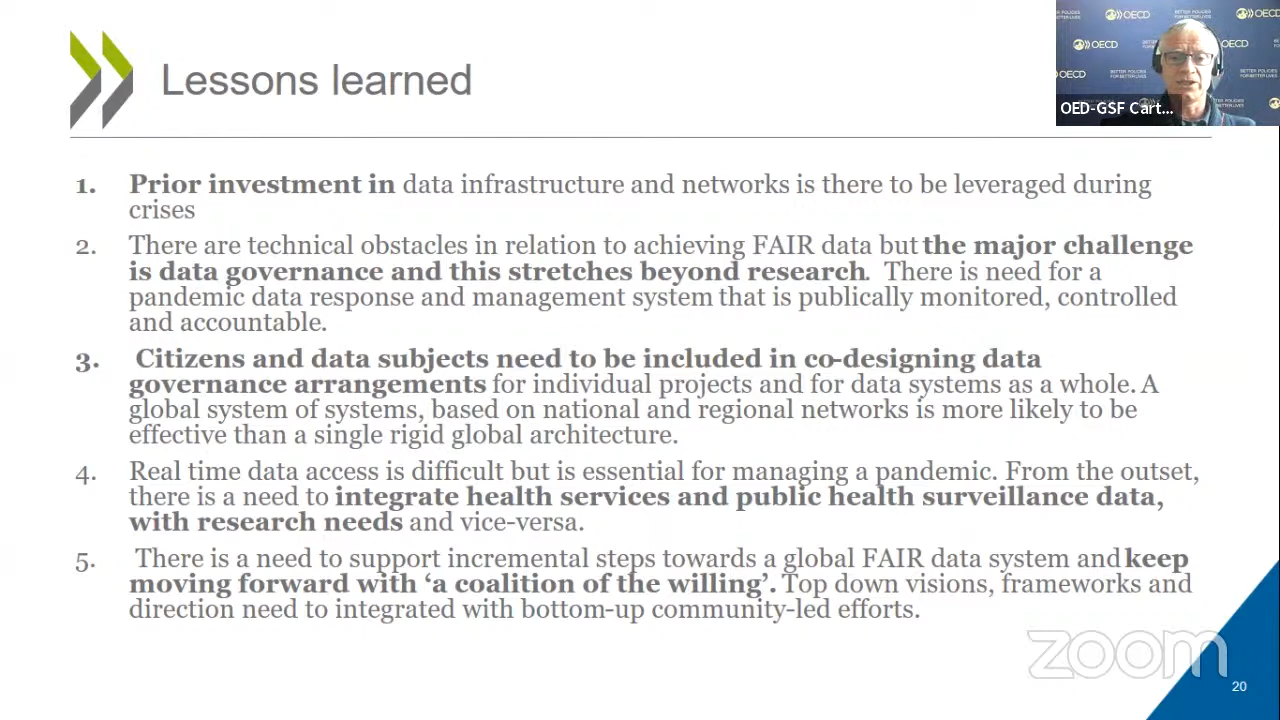 Lessons learned
OECD
OECD
OECD
OECD
OECD
BETTER POLICIES
FOR BETTER LIVES
OED-GSF Cart...
1. Prior investment in data infrastructure and networks is there to be leveraged during
crises
2. There are technical obstacles in relation to achieving FAIR data but the major challenge
is data governance and this stretches beyond research. There is need for a
pandemic data response and management system that is publically monitored, controlled
and accountable.
3. Citizens and data subjects need to be included in co-designing data
governance arrangements for individual projects and for data systems as a whole. A
global system of systems, based on national and regional networks is more likely to be
effective than a single rigid global architecture.
4. Real time data access is difficult but is essential for managing a pandemic. From the outset,
there is a need to integrate health services and public health surveillance data,
with research needs and vice-versa.
5. There is a need to support incremental steps towards a global FAIR data system and keep
moving forward with ‘a coalition of the willing’. Top down visions, frameworks and
direction need to integrated with bottom-up community-led efforts.
zoom
20